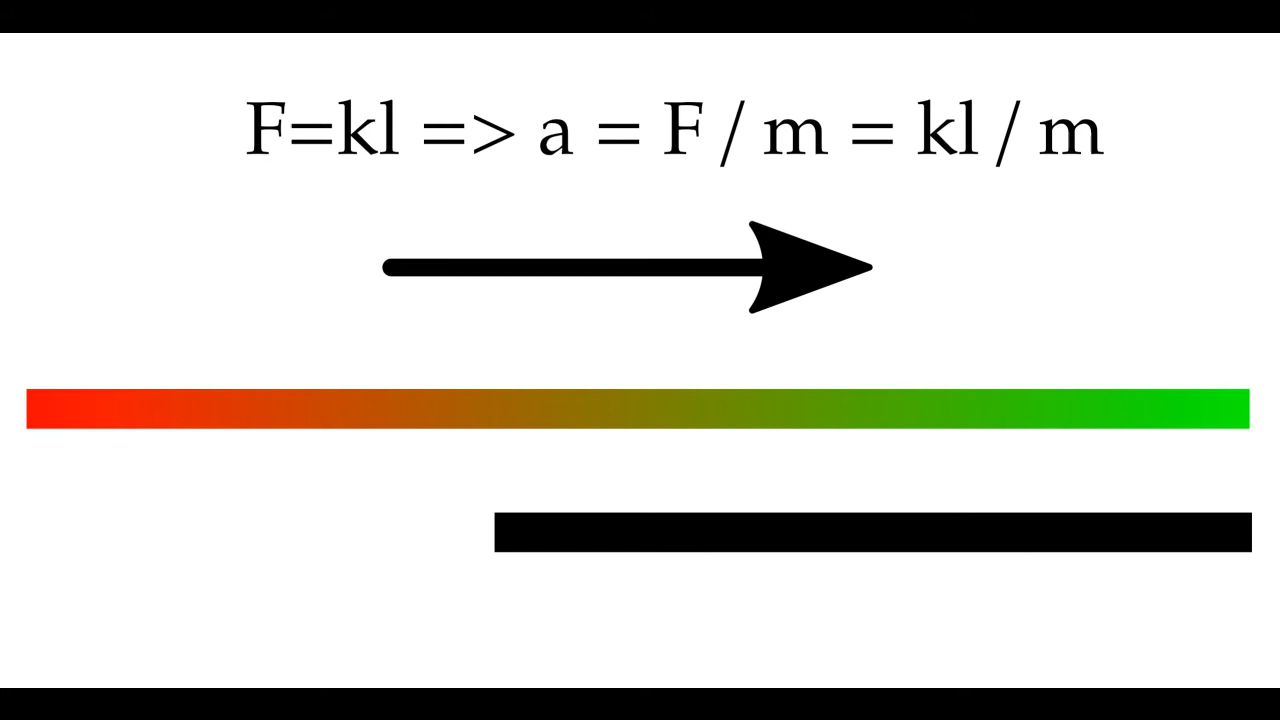 F=kl => a = F / m = kl / m